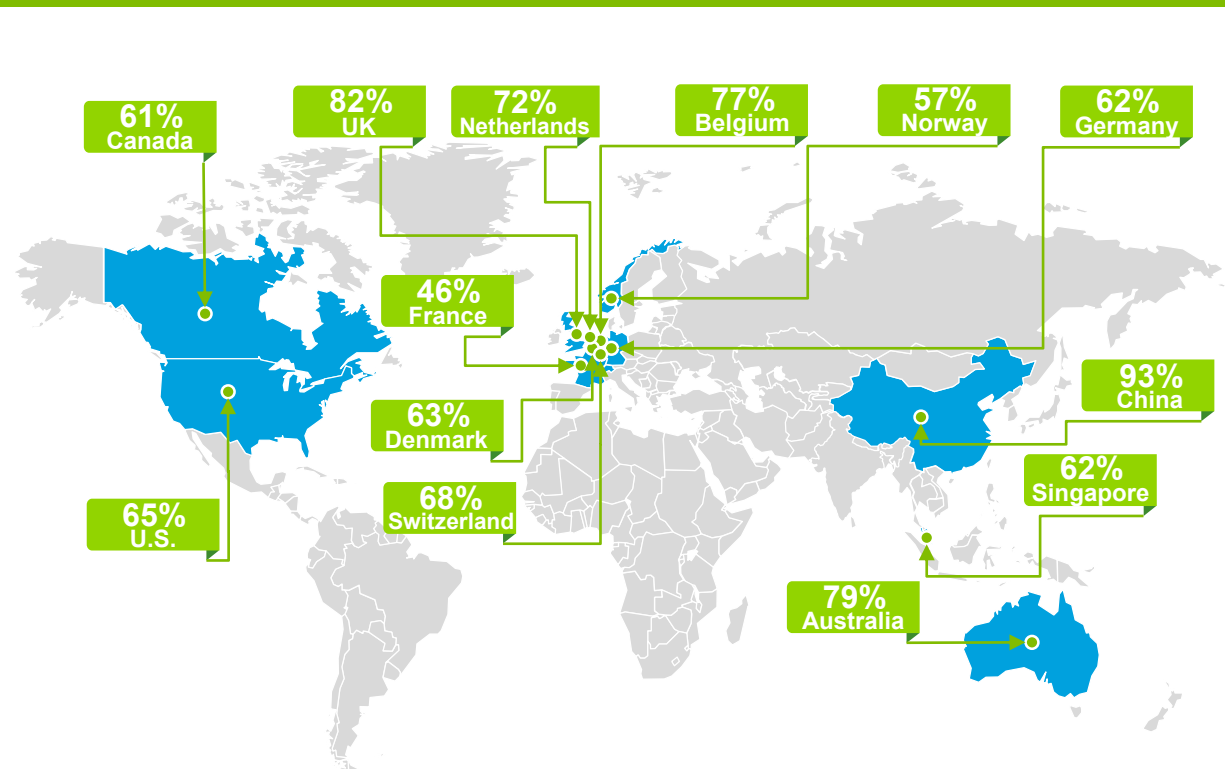 61%
Canada
82%
UK
72%
Netherlands
77%
Belgium
57%
Norway
62%
Germany
46%
France
93%
China
63%
Denmark
62%
Singapore
68%
Switzerland
65%
U.S.
79%
Australia